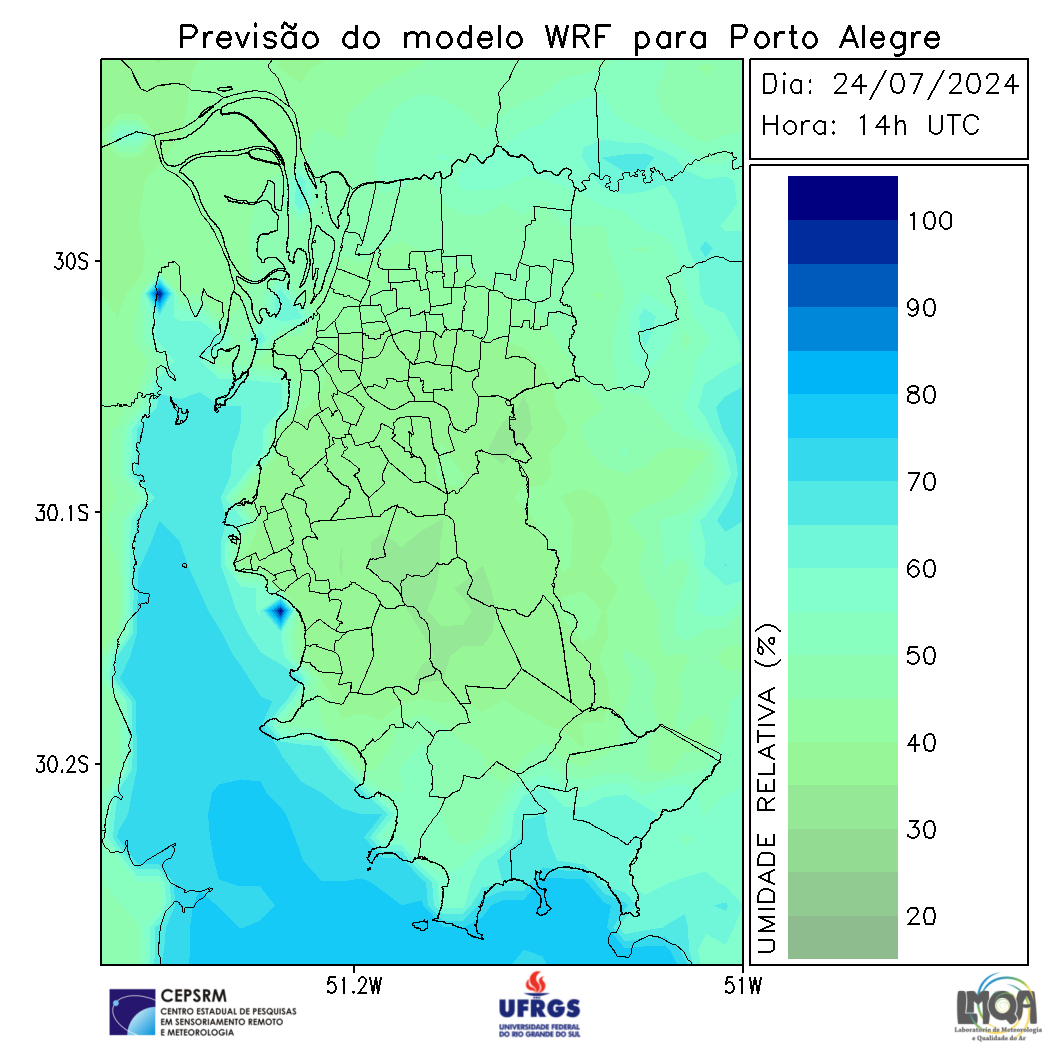 Previsão do modelo WRF para Porto Alegre
Dia: 24/07/2024
Hora: 14h UTC
30S
30.1S
30.2S
51.2W
51W
100
90
80
70
60
50
40
30
20
UMIDADE RELATIVA (%)
CEPSRM
CENTRO ESTADUAL DE PESQUISAS
EM SENSORIAMENTO REMOTO
E METEOROLOGIA
UFRGS
UNIVERSIDADE FEDERAL
DO RIO GRANDE DO SUL
LMQA
Laboratório de Meteorologia
e Qualidade do Ar